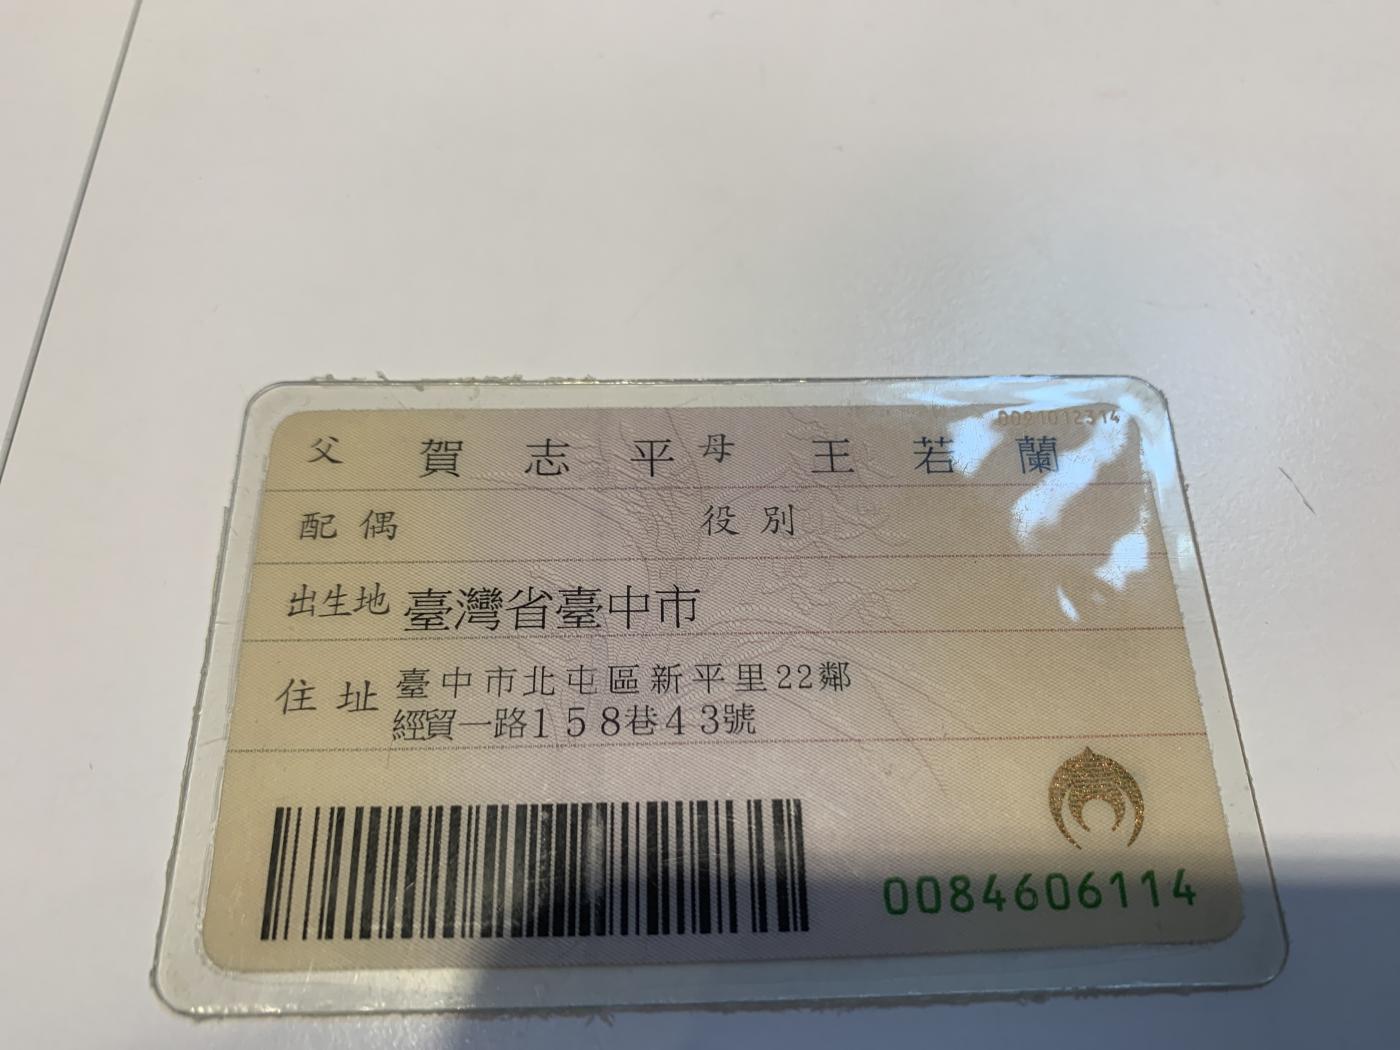 0091012314
父 賀志平 母 王若蘭
配偶 役別
出生地 臺灣省臺中市
住址 臺中市北屯區新平里22鄰
經貿一路158巷43號
0084606114